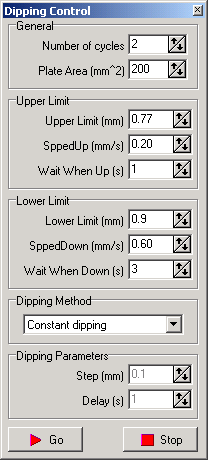 Dipping Control
General
Number of cycles 2
Plate Area (mm^2) 200
Upper Limit
Upper Limit (mm) 0.77
SppedUp (mm/s) 0.20
Wait When Up (s) 1
Lower Limit
Lower Limit (mm) 0.9
SppedDown (mm/s) 0.60
Wait When Down (s) 3
Dipping Method
Constant dipping
Dipping Parameters
Step (mm) 0.1
Delay (s) 1
Go Stop